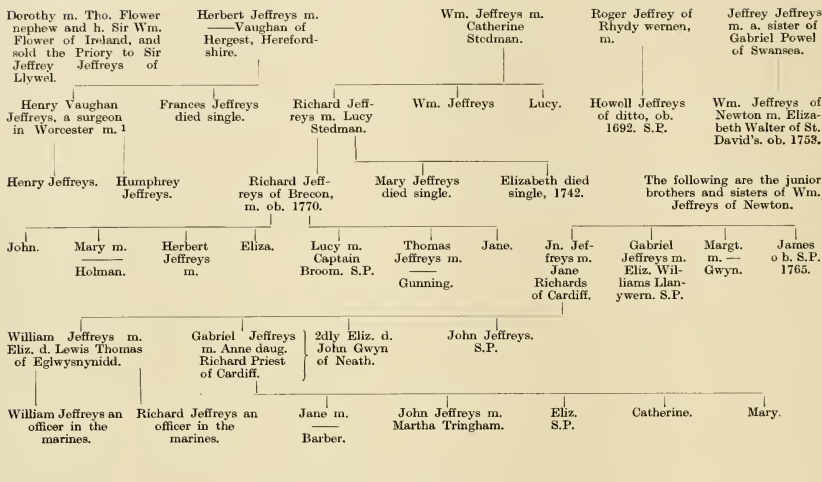 Dorothy m. Tho. Flower
nephew and h. Sir Wm.
Flower of Ireland, and
sold the Priory to Sir
Jeffrey Jeffreys of
Llywel.
Herbert Jeffreys m.
——Vaughan of
Hergest, Hereford-
shire.
Wm. Jeffreys m.
Catherine
Stedman.
Roger Jeffrey of
Rhydy wernen,
m.
Jeffrey Jeffreys
m. a. sister of
Gabriel Powel
of Swansea.
Henry Vaughan
Jeffreys, a surgeon
in Worcester m. 1
Frances Jeffreys
died single.
Richard Jeff-
reys m. Lucy
Stedman.
Wm. Jeffreys
Lucy.
Howell Jeffreys
of ditto, ob.
1692. S.P.
Wm. Jeffreys of
Newton m. Eliza-
beth Walter of St.
David's. ob. 1753.
Henry Jeffreys.
Humphrey
Jeffreys.
Richard Jeff-
reys of Brecon,
m. ob. 1770.
Mary Jeffreys
died single.
Elizabeth died
single, 1742.
The following are the junior
brothers and sisters of Wm.
Jeffreys of Newton.
John.
Mary m.
——
Holman.
Herbert
Jeffreys
m.
Eliza.
Lucy m.
Captain
Broom. S.P.
Thomas
Jeffreys m.
——
Gunning.
Jane.
Jn. Jef-
freys m.
Jane
Richards
of Cardiff.
Gabriel
Jeffreys m.
Eliz. Wil-
liams Llan-
ywern. S.P.
Margt.
m. —
Gwyn.
James
o b. S.P.
1765.
William Jeffreys m.
Eliz. d. Lewis Thomas
of Eglwysnynidd.
Gabriel Jeffreys
m. Anne daug.
Richard Priest
of Cardiff.
2dly Eliz. d.
John Gwyn
of Neath.
John Jeffreys.
S.P.
William Jeffreys an
officer in the
marines.
Richard Jeffreys an
officer in the
marines.
Jane m.
——
Barber.
John Jeffreys m.
Martha Tringham.
Eliz.
S.P.
Catherine.
Mary.